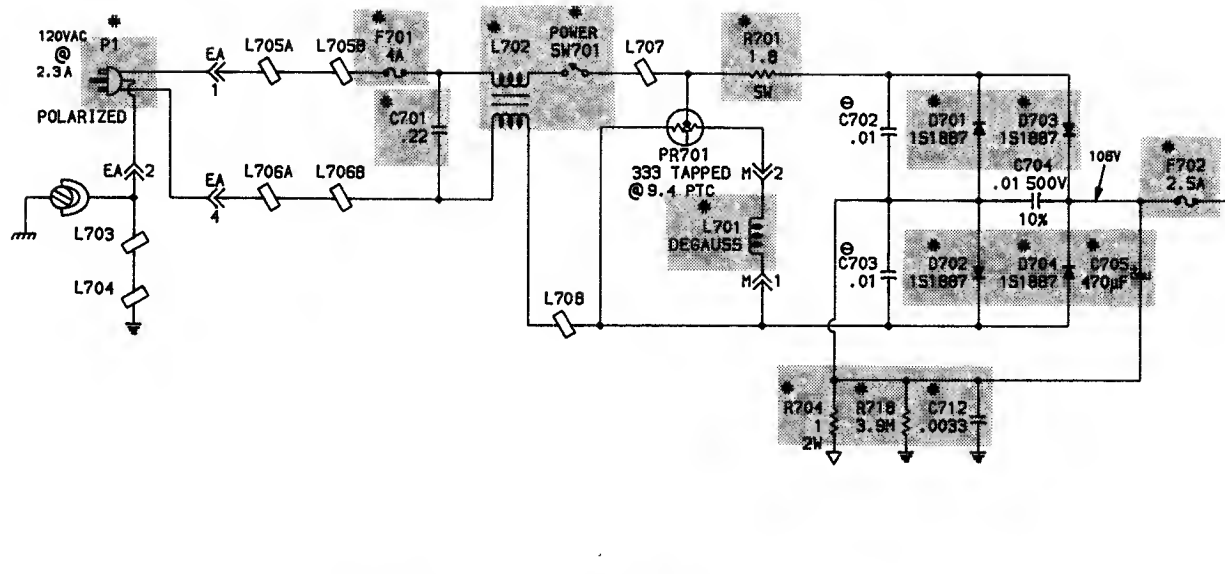 120VAC
@
2.3A
P1
POLARIZED
EA
1
L705A
L705B
F701
4A
L702
POWER
SW701
L707
R701
1.8
5W
C701
.22
EA
4
L706A
L706B
EA 2
L703
L704
PR701
333 TAPPED
@ 9.4 PTC
M 2
L701
DEGAUSS
M 1
L708
C702
.01
D701
1S1887
D703
1S1887
C704
.01 500V
10%
108V
F702
2.5A
C703
.01
D702
1S1887
D704
1S1887
C705
470µF
R704
1
2W
R718
3.9M
C712
.0033